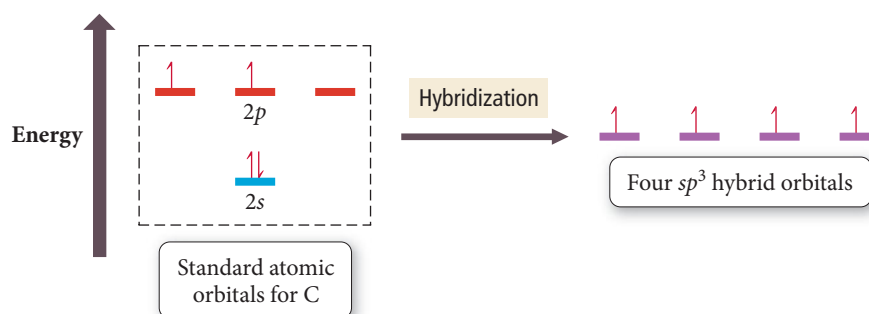 Energy
2p
2s
Standard atomic
orbitals for C
Hybridization
Four sp³ hybrid orbitals